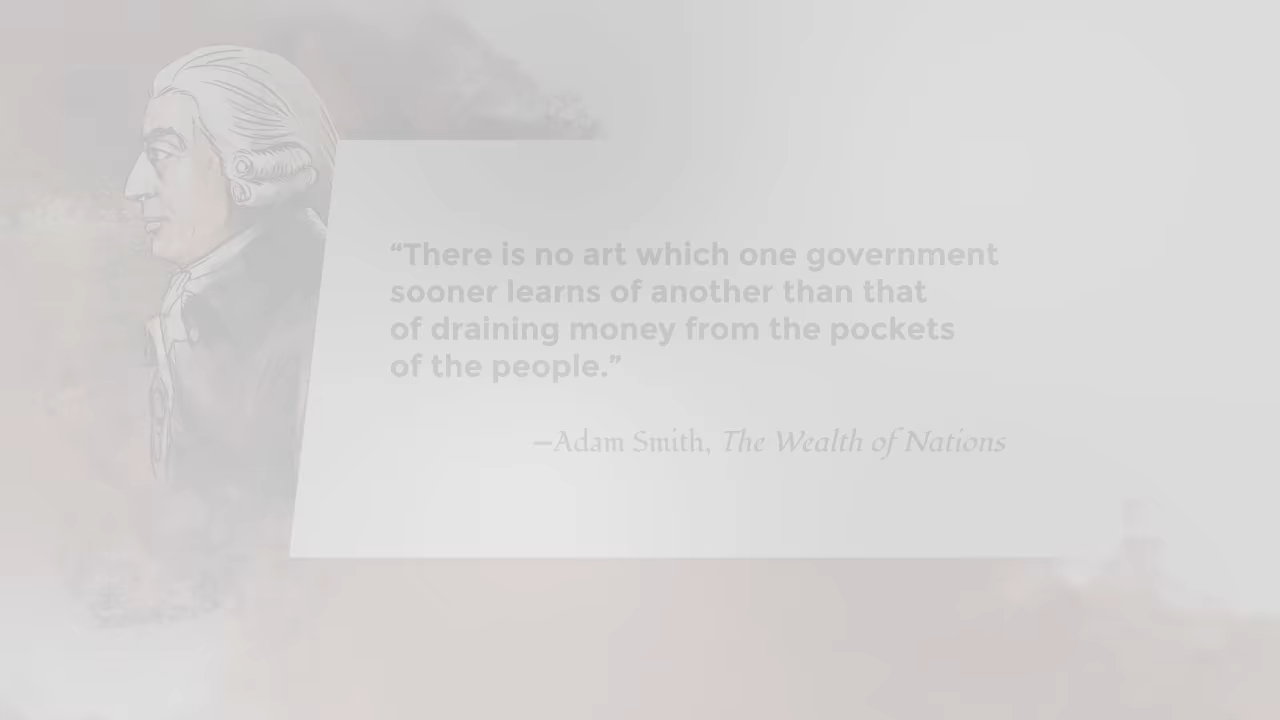 “There is no art which one government
sooner learns of another than that
of draining money from the pockets
of the people.”
—Adam Smith, The Wealth of Nations